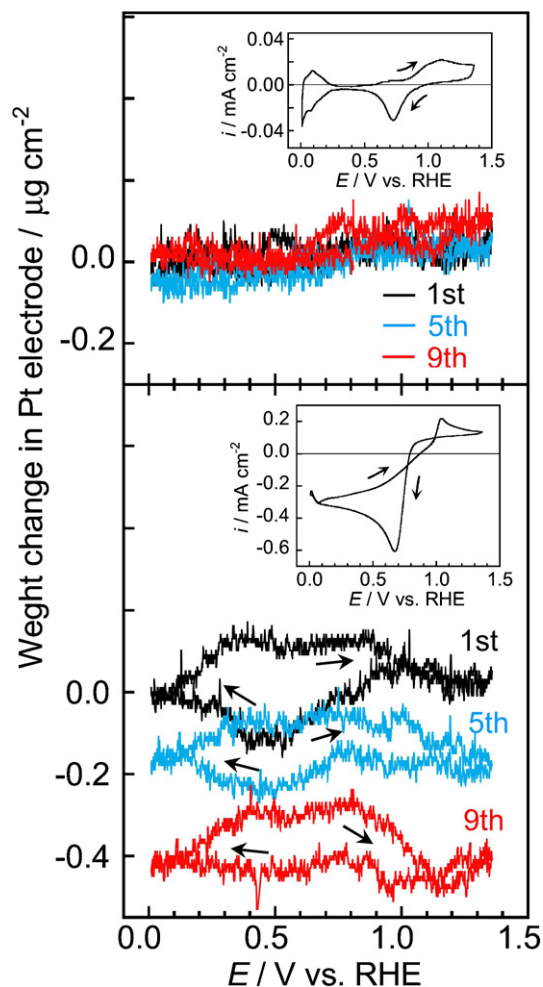 Weght change in Pt electrode / μg cm⁻²
0.04
0.00
-0.04
i / mA cm⁻²
0.0
0.5
1.0
1.5
E / V vs. RHE
0.0
-0.2
1st
5th
9th
0.2
0.0
-0.2
-0.4
-0.6
i / mA cm⁻²
0.0
0.5
1.0
1.5
E / V vs. RHE
1st
5th
9th
0.0
-0.2
-0.4
0.0
0.5
1.0
1.5
E / V vs. RHE